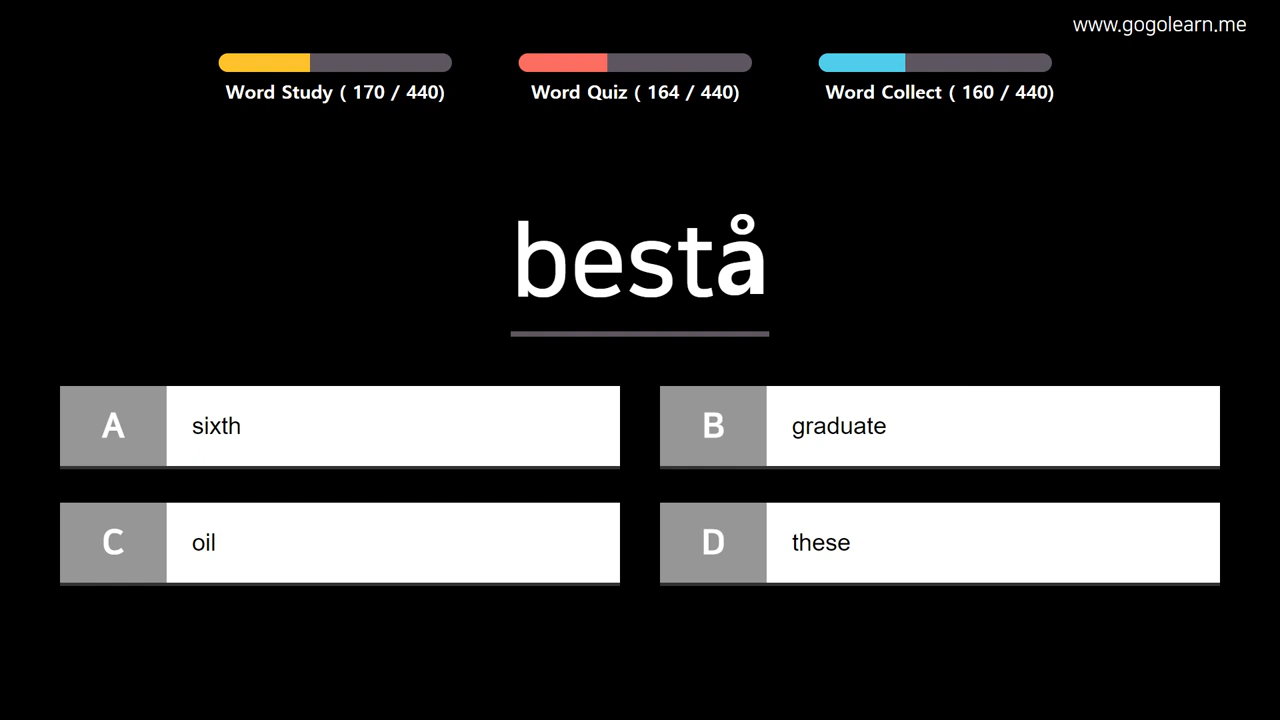 www.gogolearn.me
Word Study ( 170 / 440)
Word Quiz ( 164 / 440)
Word Collect ( 160 / 440)
bestå
A sixth
B graduate
C oil
D these